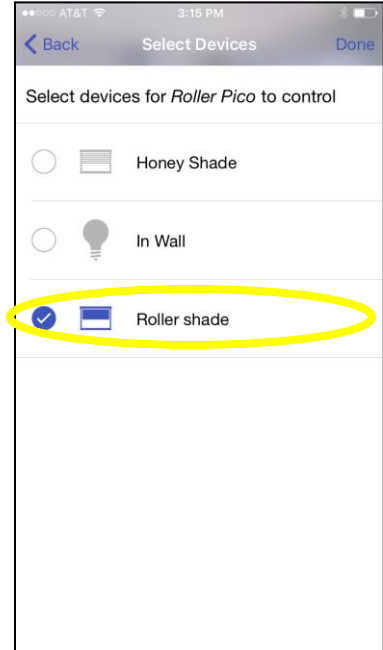 AT&T 3:15 PM
Back Select Devices Done
Select devices for Roller Pico to control
Honey Shade
In Wall
Roller shade